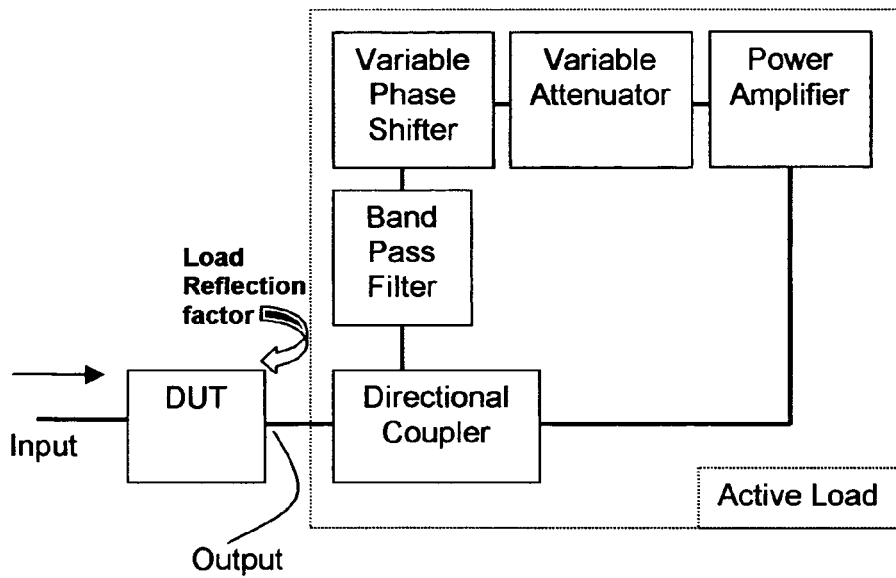 Variable
Phase
Shifter
Variable
Attenuator
Power
Amplifier
Band
Pass
Filter
Load
Reflection
factor
DUT
Directional
Coupler
Input
Output
Active Load